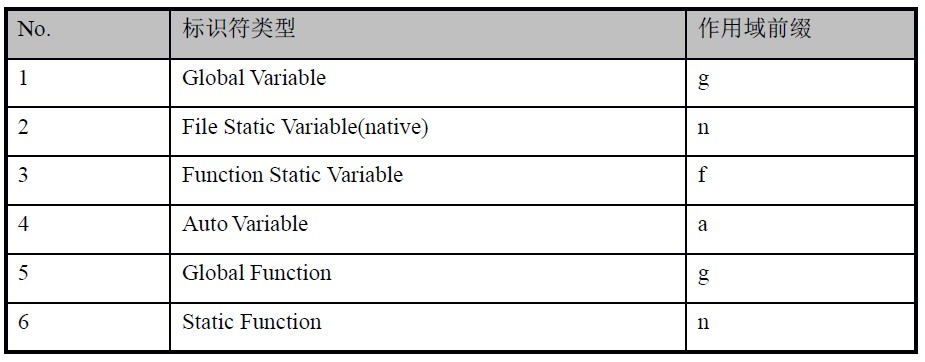 No. 标识符类型 作用域前缀
1 Global Variable g
2 File Static Variable(native) n
3 Function Static Variable f
4 Auto Variable a
5 Global Function g
6 Static Function n